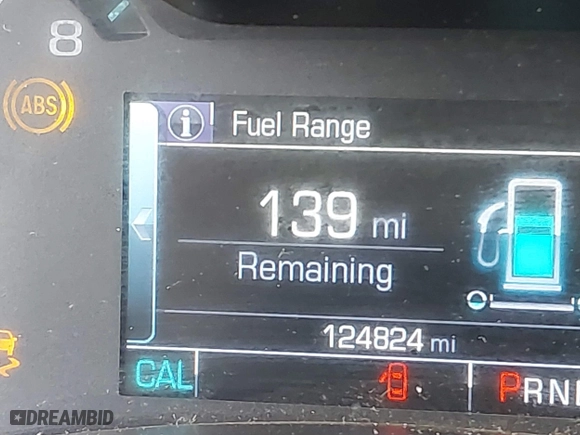 8
ABS
i Fuel Range
139 mi
Remaining
124824 mi
CAL
PRN
DREAMBID